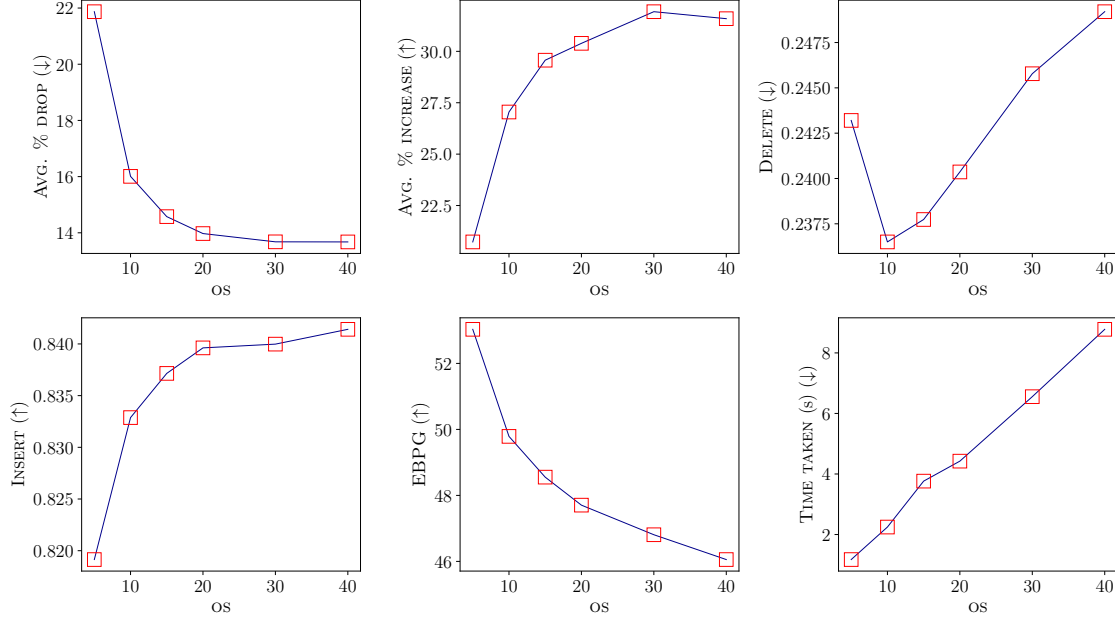 22
20
18
16
14
Avg. % drop (↓)
10 20 30 40
os
30.0
27.5
25.0
22.5
Avg. % increase (↑)
10 20 30 40
os
0.2475
0.2450
0.2425
0.2400
0.2375
Delete (↓)
10 20 30 40
os
0.840
0.835
0.830
0.825
0.820
Insert (↑)
10 20 30 40
os
52
50
48
46
EBPG (↑)
10 20 30 40
os
8
6
4
2
Time taken (s) (↓)
10 20 30 40
os